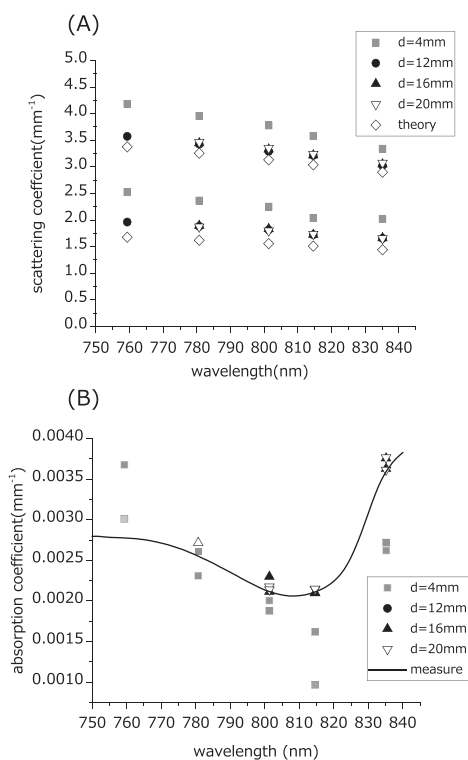 (A)
d=4mm
d=12mm
d=16mm
d=20mm
theory
5.0
4.5
4.0
3.5
3.0
2.5
2.0
1.5
1.0
0.5
0.0
scattering coeffcient(mm-1)
750 760 770 780 790 800 810 820 830 840
wavelength(nm)
(B)
0.0040
0.0035
0.0030
0.0025
0.0020
0.0015
0.0010
absorption coefficient(mm-1)
d=4mm
d=12mm
d=16mm
d=20mm
measure
750 760 770 780 790 800 810 820 830 840
wavelength (nm)